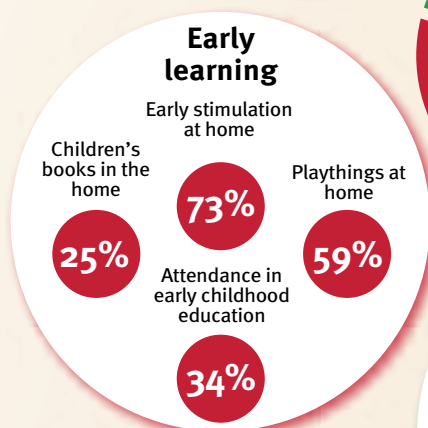 Early
learning
Early stimulation
at home
73%
Children’s
books in the
home
25%
Playthings at
home
59%
Attendance in
early childhood
education
34%